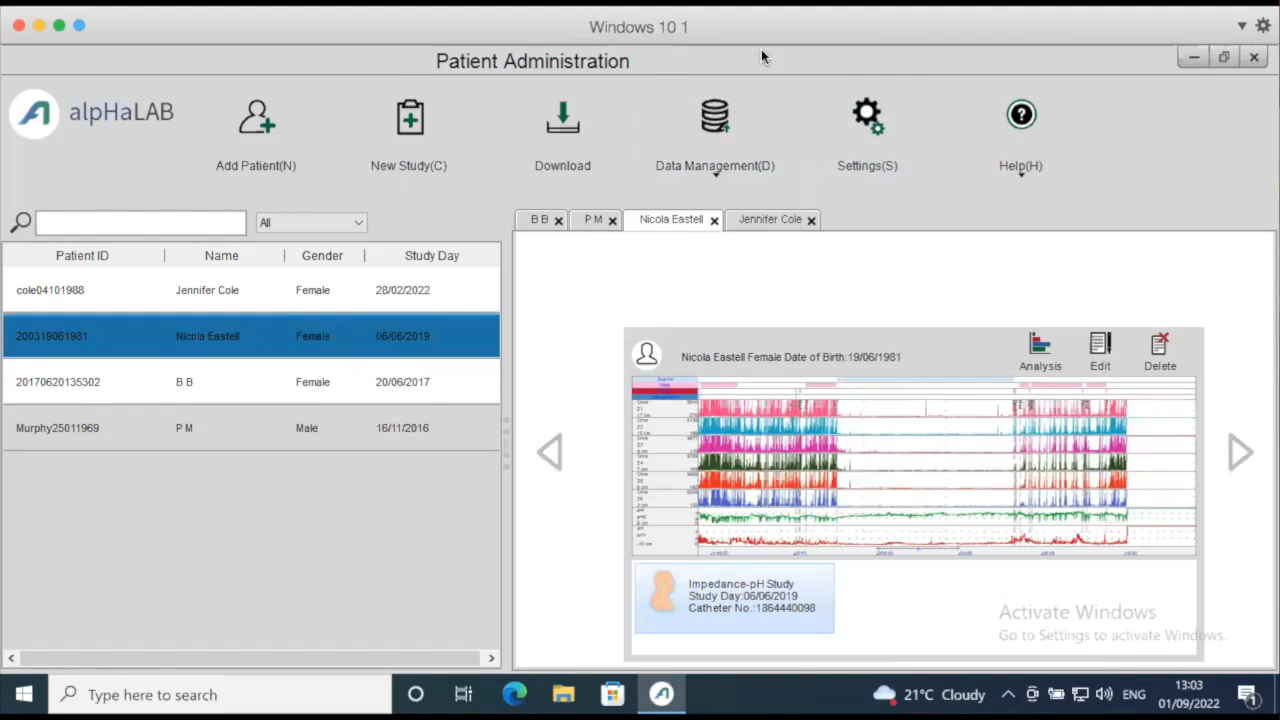 Windows 10 1
Patient Administration
alpHaLAB
Add Patient(N)
New Study(C)
Download
Data Management(D)
Settings(S)
Help(H)
All
B B
P M
Nicola Eastell
Jennifer Cole
Patient ID Name Gender Study Day
cole04101988 Jennifer Cole Female 28/02/2022
200319061981 Nicola Eastell Female 06/06/2019
20170620135302 B B Female 20/06/2017
Murphy25011969 P M Male 16/11/2016
Nicola Eastell Female Date of Birth:19/06/1981
Analysis
Edit
Delete
Impedance-pH Study
Study Day:06/06/2019
Catheter No.:1864440098
Activate Windows
Go to Settings to activate Windows.
Type here to search
21°C Cloudy
ENG
13:03
01/09/2022
1